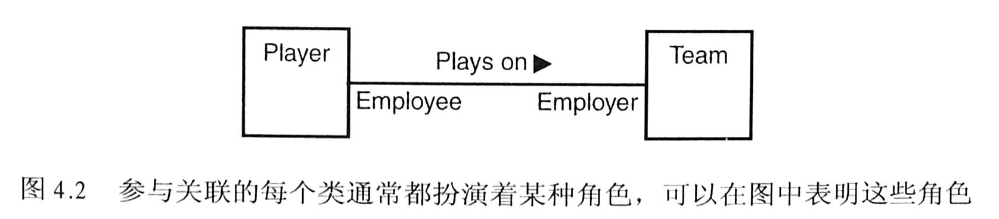 Player
Team
Plays on ▶
Employee
Employer
图 4.2 参与关联的每个类通常都扮演着某种角色，可以在图中表明这些角色